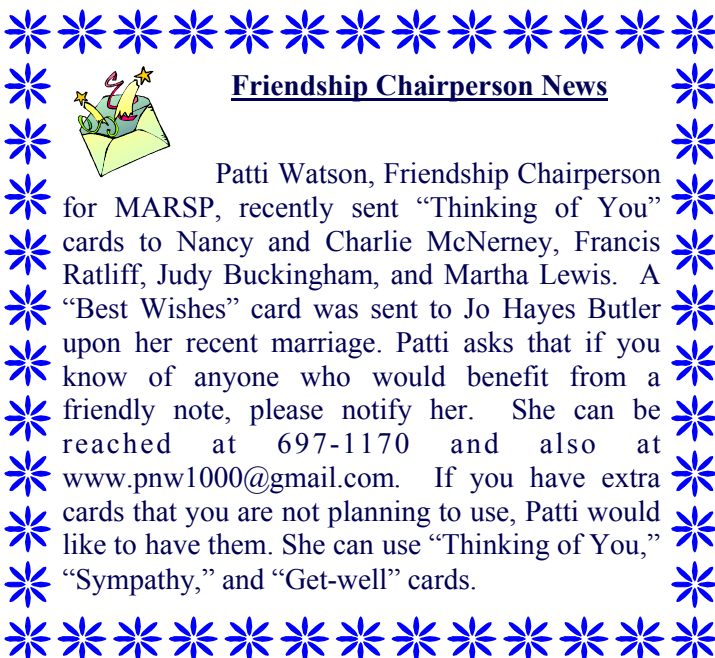 Friendship Chairperson News
Patti Watson, Friendship Chairperson
for MARSP, recently sent “Thinking of You”
cards to Nancy and Charlie McNerney, Francis
Ratliff, Judy Buckingham, and Martha Lewis.  A
“Best Wishes” card was sent to Jo Hayes Butler
upon her recent marriage. Patti asks that if you
know of anyone who would benefit from a
friendly note, please notify her.  She can be
reached at 697-1170 and also at
www.pnw1000@gmail.com.  If you have extra
cards that you are not planning to use, Patti would
like to have them. She can use “Thinking of You,”
“Sympathy,” and “Get-well” cards.